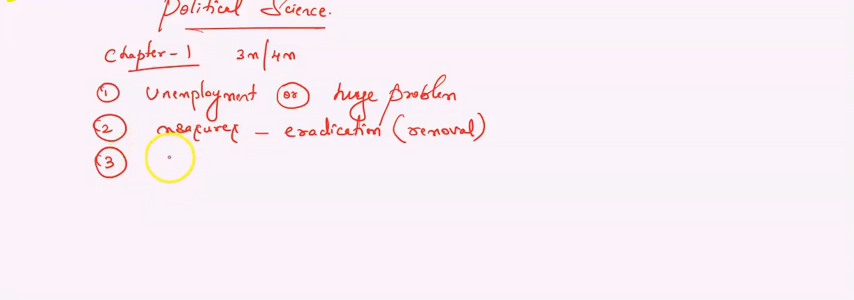 Political Science.
Chapter-1 3m/4m
① Unemployment (or) huge problem
② measures – eradication (removal)
③